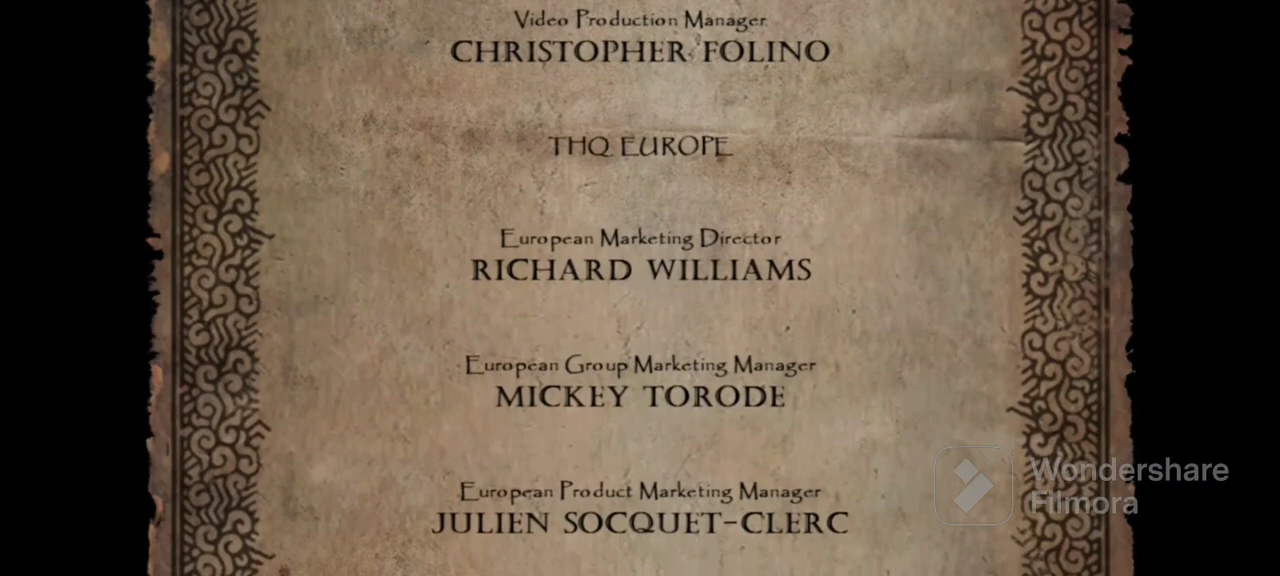 Video Production Manager
CHRISTOPHER FOLINO
THQ EUROPE
European Marketing Director
RICHARD WILLIAMS
European Group Marketing Manager
MICKEY TORODE
European Product Marketing Manager
JULIEN SOCQUET-CLERC
Wondershare
Filmora